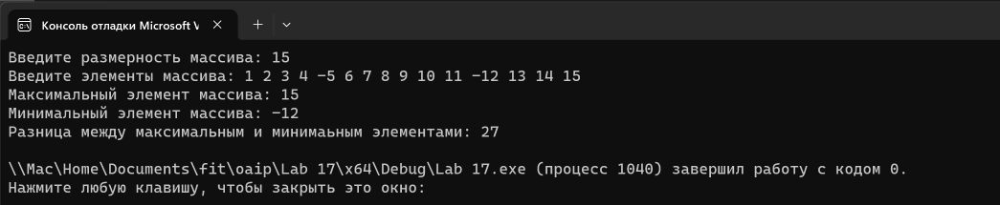 Консоль отладки Microsoft V
Введите размерность массива: 15
Введите элементы массива: 1 2 3 4 -5 6 7 8 9 10 11 -12 13 14 15
Максимальный элемент массива: 15
Минимальный элемент массива: -12
Разница между максимальным и минимаьным элементами: 27
\\Mac\Home\Documents\fit\oaip\Lab 17\x64\Debug\Lab 17.exe (процесс 1040) завершил работу с кодом 0.
Нажмите любую клавишу, чтобы закрыть это окно: